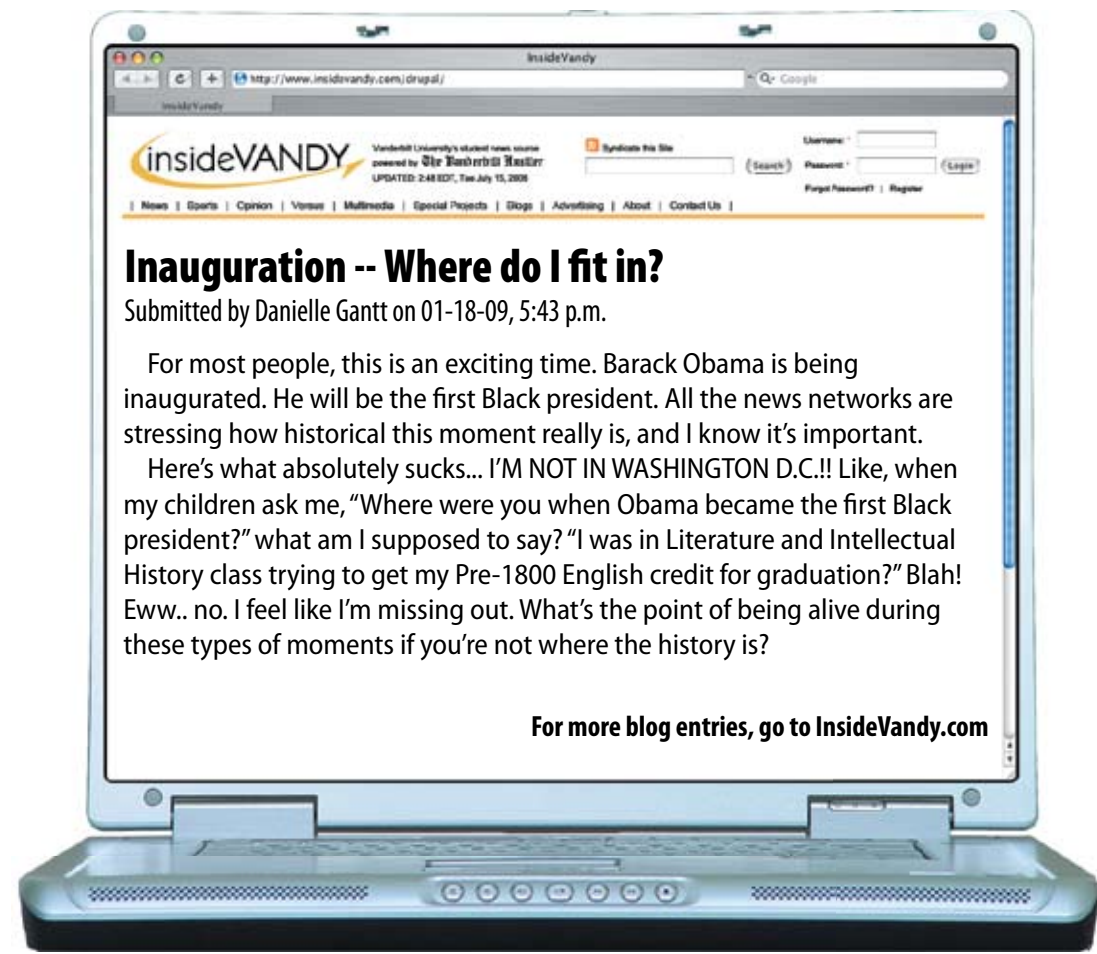 InsideVandy
http://www.insidevandy.com/drupal/
Google
InsideVandy
insideVANDY
Vanderbilt University's student news source
powered by The Vanderbilt Hustler
UPDATED: 2:48 EDT, Tue July 15, 2008
Syndicate this Site
Search
Username: *
Password: *
Login
Forgot Password? | Register
| News | Sports | Opinion | Versus | Multimedia | Special Projects | Blogs | Advertising | About | Contact Us |
Inauguration -- Where do I fit in?
Submitted by Danielle Gantt on 01-18-09, 5:43 p.m.
For most people, this is an exciting time. Barack Obama is being
inaugurated. He will be the first Black president. All the news networks are
stressing how historical this moment really is, and I know it's important.
Here's what absolutely sucks... I'M NOT IN WASHINGTON D.C.!! Like, when
my children ask me, "Where were you when Obama became the first Black
president?" what am I supposed to say? "I was in Literature and Intellectual
History class trying to get my Pre-1800 English credit for graduation?" Blah!
Eww.. no. I feel like I'm missing out. What's the point of being alive during
these types of moments if you're not where the history is?
For more blog entries, go to InsideVandy.com